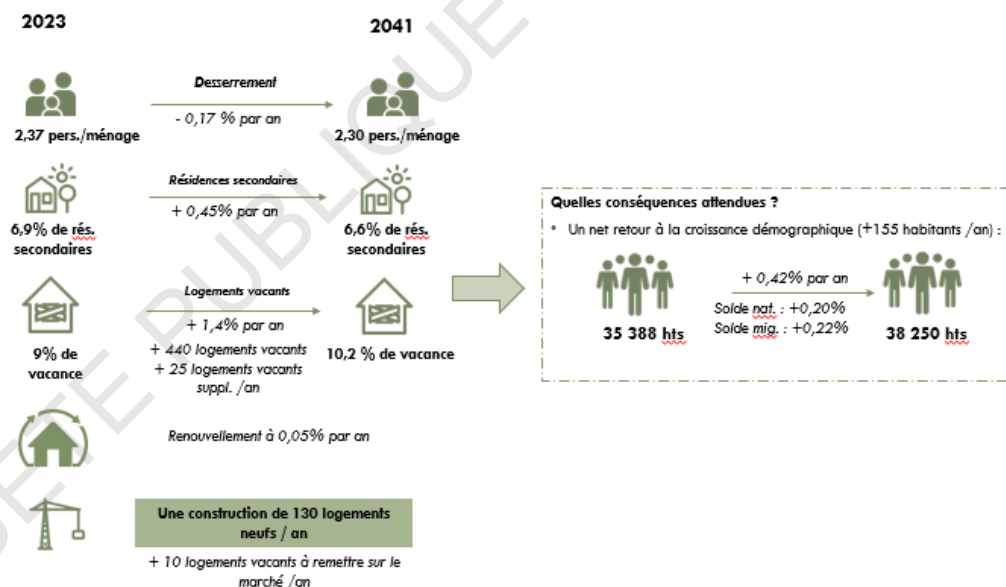 2023
2041
Desserrement
- 0,17 % par an
2,37 pers./ménage
2,30 pers./ménage
Résidences secondaires
+ 0,45% par an
6,9% de rés.
secondaires
6,6% de rés.
secondaires
Logements vacants
+ 1,4% par an
+ 440 logements vacants
+ 25 logements vacants
suppl. /an
9% de
vacance
10,2 % de vacance
Renouvellement à 0,05% par an
Une construction de 130 logements
neufs / an
+ 10 logements vacants à remettre sur le
marché /an
Quelles conséquences attendues ?
• Un net retour à la croissance démographique (+155 habitants /an) :
+ 0,42% par an
Solde nat. : +0,20%
Solde mig. : +0,22%
35 388 hts
38 250 hts
ETE PUBLIQUE